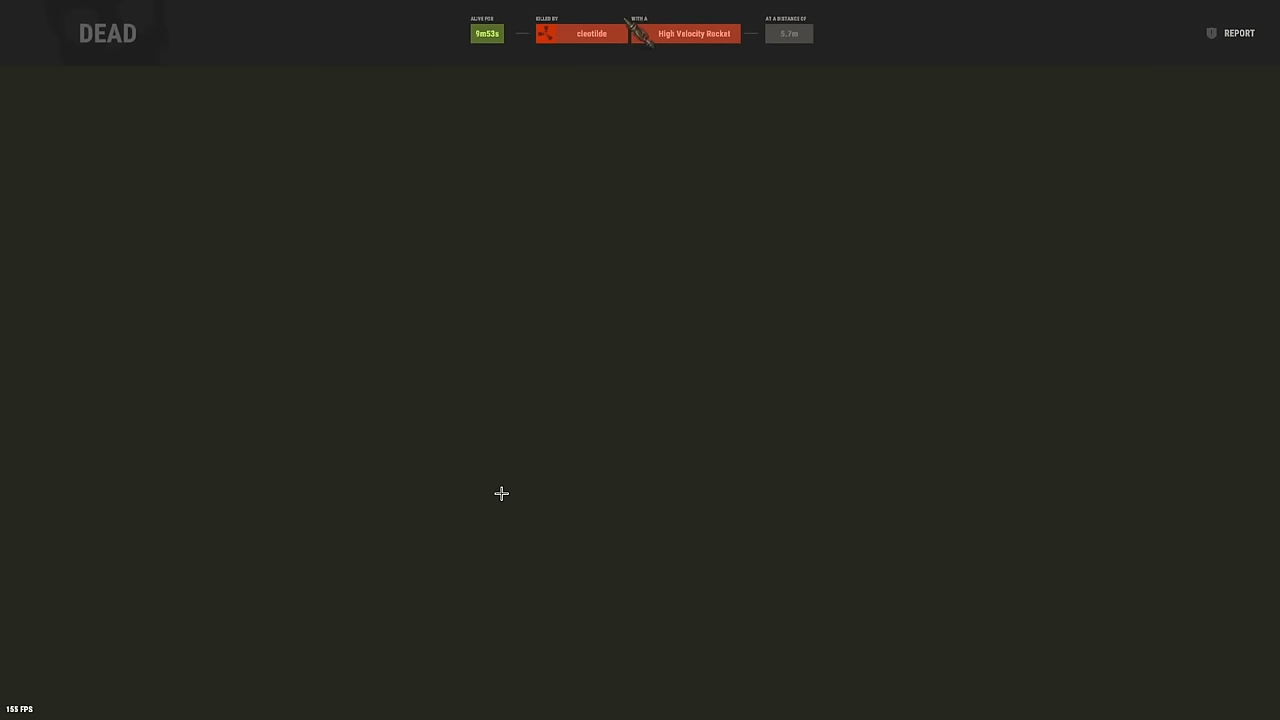 DEAD
ALIVE FOR
9m53s
KILLED BY
cleotilde
WITH A
High Velocity Rocket
AT A DISTANCE OF
5.7m
REPORT
155 FPS